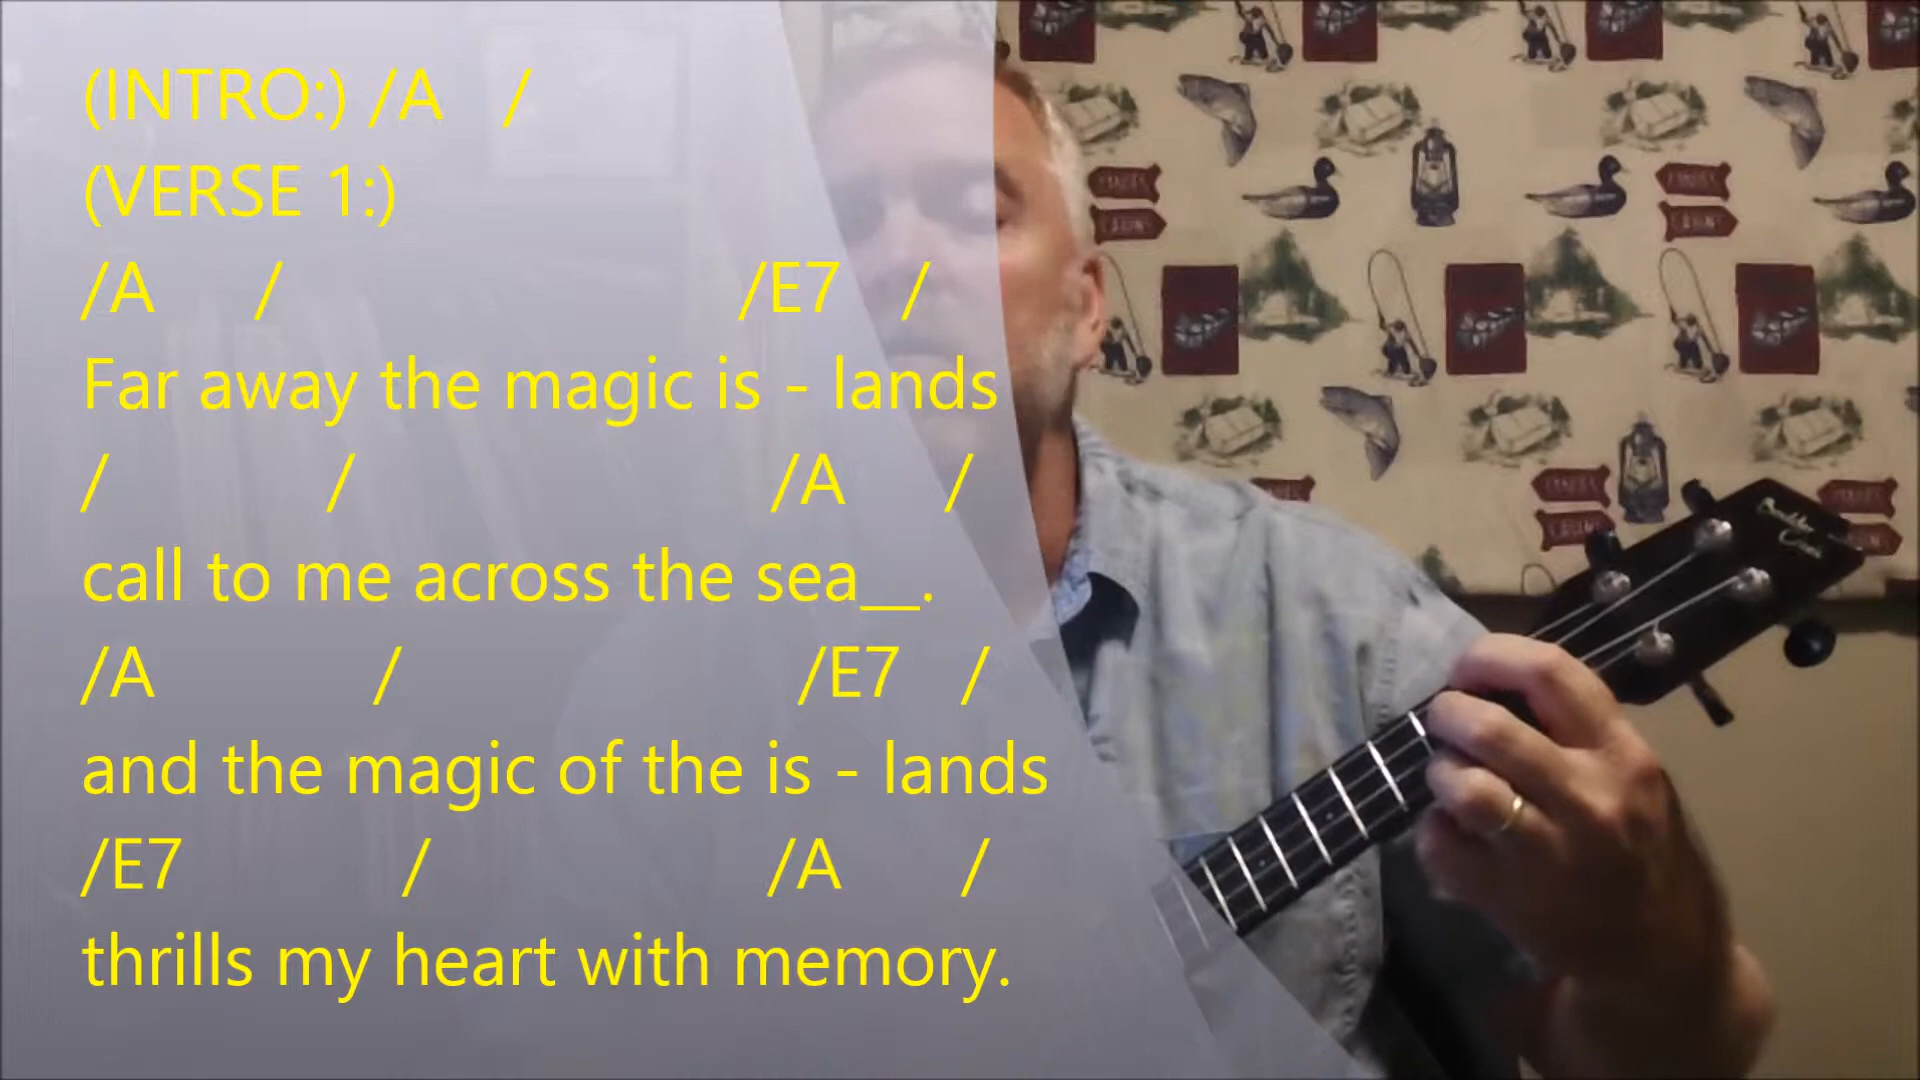 (INTRO:) /A /
(VERSE 1:)
/A / /E7 /
Far away the magic is - lands
/ / /A /
call to me across the sea__.
/A / /E7 /
and the magic of the is - lands
/E7 / /A /
thrills my heart with memory.